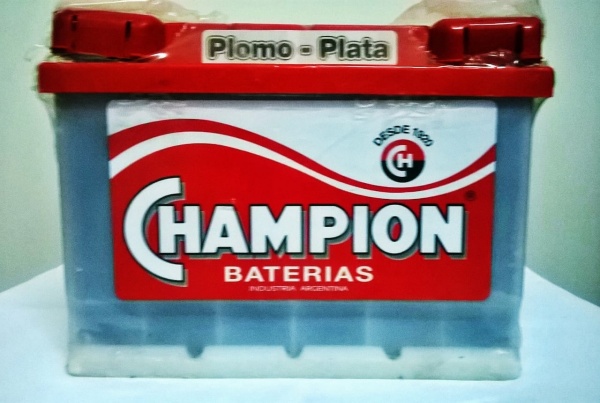 Plomo - Plata
DESDE 1920
CH
CHAMPION®
BATERIAS
INDUSTRIA ARGENTINA